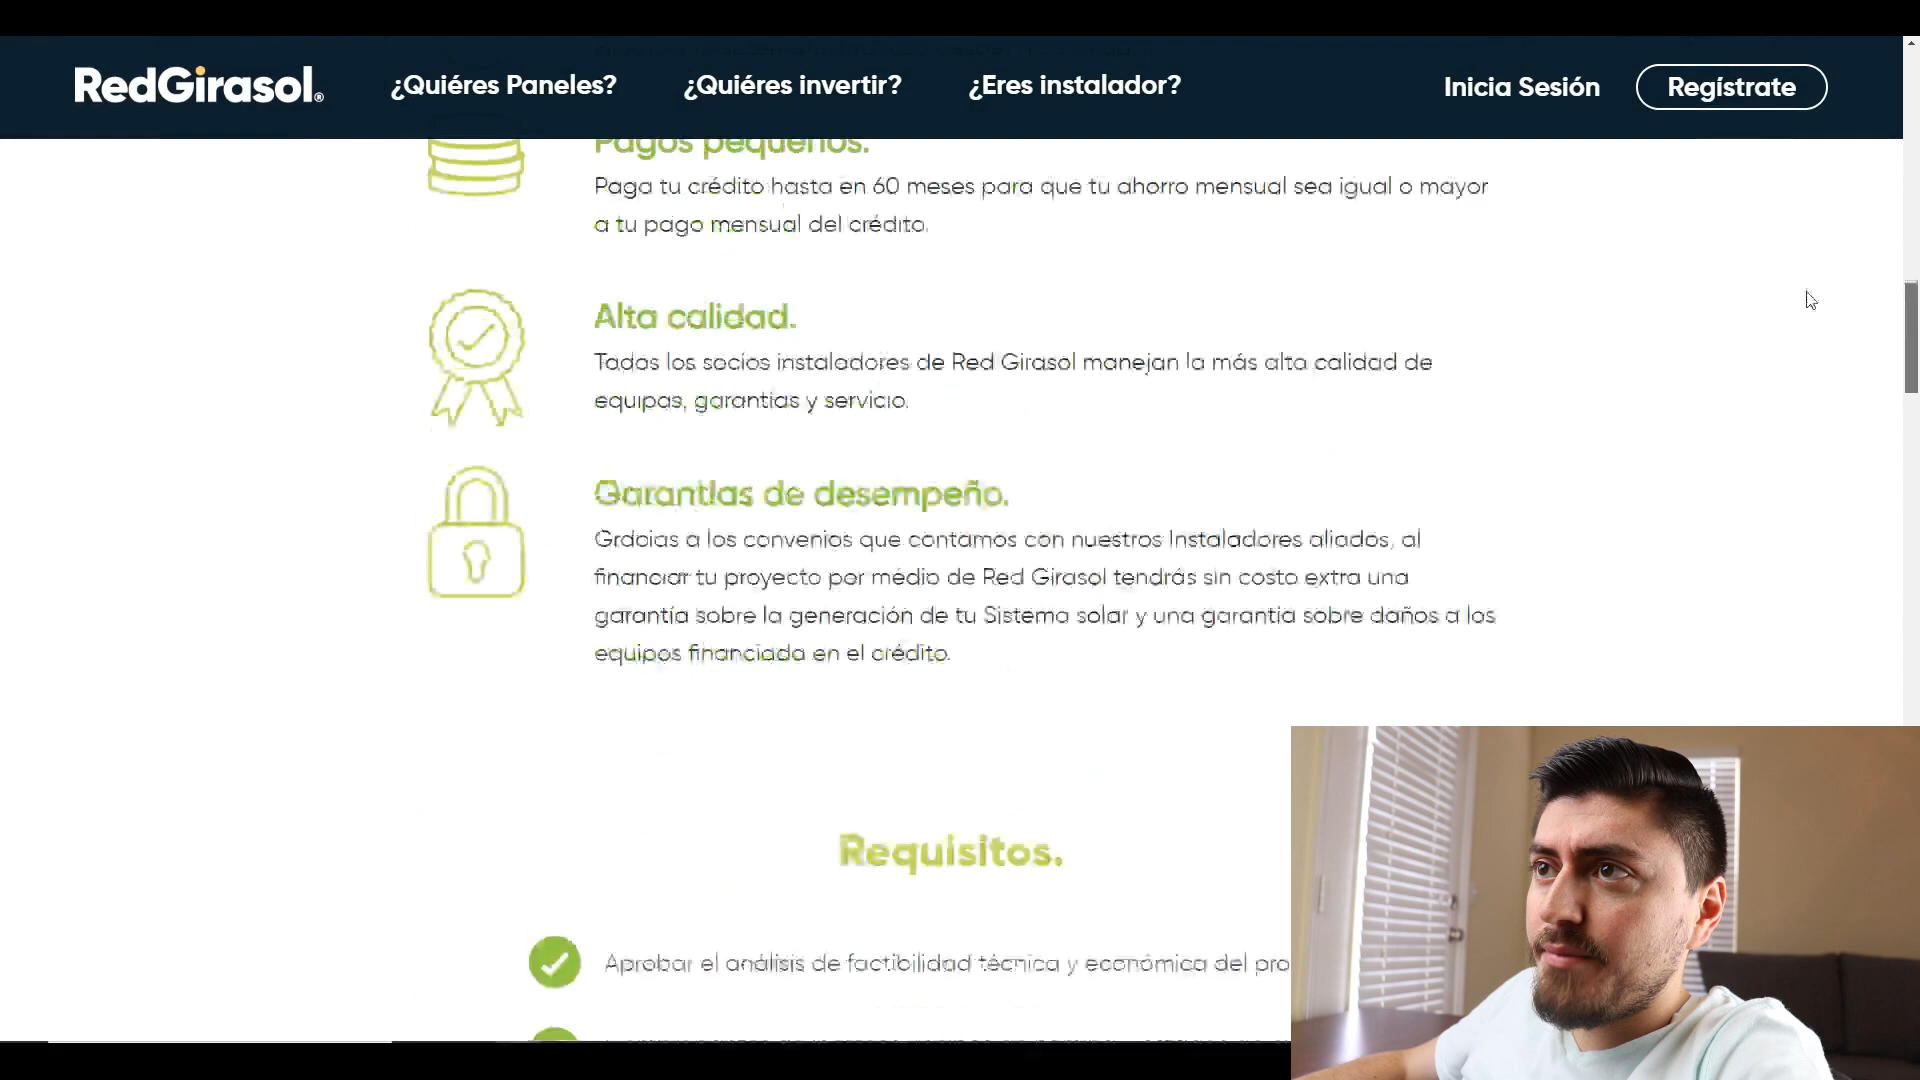 RedGirasol® ¿Quiéres Paneles? ¿Quiéres invertir? ¿Eres instalador? Inicia Sesión Regístrate
Pagos pequeños.
Paga tu crédito hasta en 60 meses para que tu ahorro mensual sea igual o mayor
a tu pago mensual del crédito.
Alta calidad.
Todos los socios instaladores de Red Girasol manejan la más alta calidad de
equipos, garantías y servicio.
Garantías de desempeño.
Gracias a los convenios que contamos con nuestros Instaladores aliados, al
financiar tu proyecto por médio de Red Girasol tendrás sin costo extra una
garantía sobre la generación de tu Sistema solar y una garantía sobre daños a los
equipos financiada en el crédito.
Requisitos.
Aprobar el análisis de factibilidad técnica y económica del pro